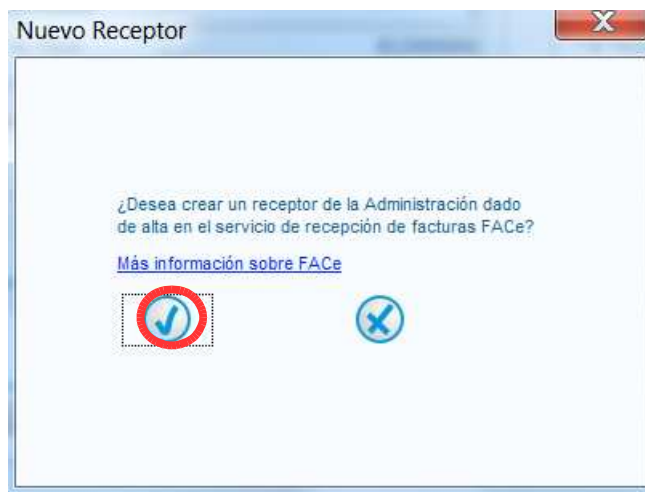 Nuevo Receptor
¿Desea crear un receptor de la Administración dado
de alta en el servicio de recepción de facturas FACe?
Más información sobre FACe